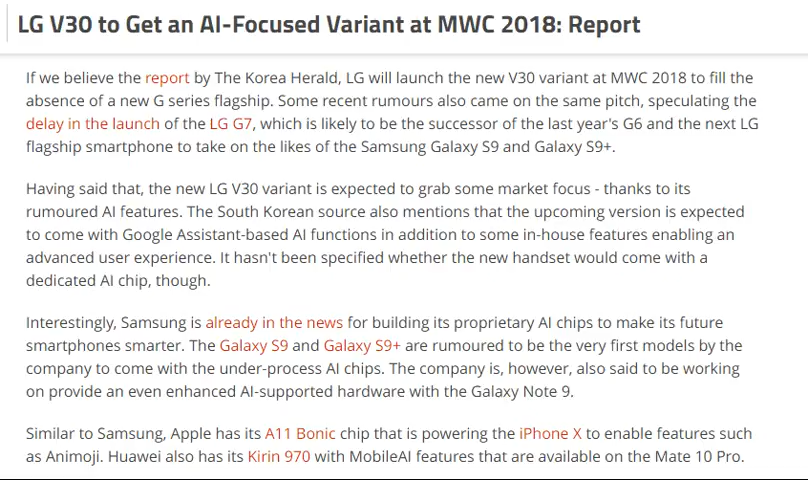 LG V30 to Get an AI-Focused Variant at MWC 2018: Report
If we believe the report by The Korea Herald, LG will launch the new V30 variant at MWC 2018 to fill the
absence of a new G series flagship. Some recent rumours also came on the same pitch, speculating the
delay in the launch of the LG G7, which is likely to be the successor of the last year's G6 and the next LG
flagship smartphone to take on the likes of the Samsung Galaxy S9 and Galaxy S9+.
Having said that, the new LG V30 variant is expected to grab some market focus - thanks to its
rumoured AI features. The South Korean source also mentions that the upcoming version is expected
to come with Google Assistant-based AI functions in addition to some in-house features enabling an
advanced user experience. It hasn't been specified whether the new handset would come with a
dedicated AI chip, though.
Interestingly, Samsung is already in the news for building its proprietary AI chips to make its future
smartphones smarter. The Galaxy S9 and Galaxy S9+ are rumoured to be the very first models by the
company to come with the under-process AI chips. The company is, however, also said to be working
on provide an even enhanced AI-supported hardware with the Galaxy Note 9.
Similar to Samsung, Apple has its A11 Bonic chip that is powering the iPhone X to enable features such
as Animoji. Huawei also has its Kirin 970 with MobileAI features that are available on the Mate 10 Pro.